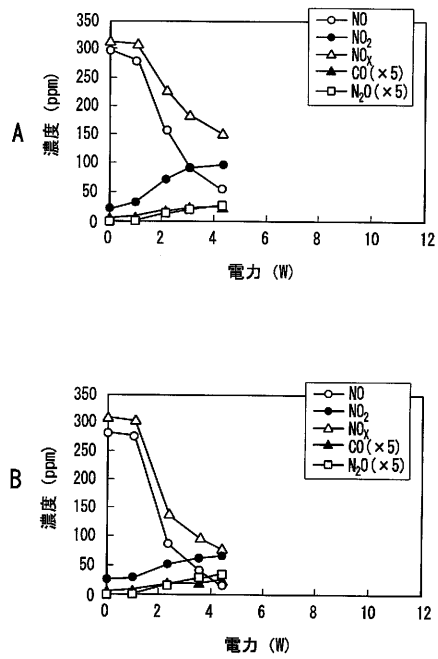 A
濃度 (ppm)
350
300
250
200
150
100
50
0
NO
NO₂
NOₓ
CO(×5)
N₂O(×5)
0 2 4 6 8 10 12
電力 (W)
B
濃度 (ppm)
350
300
250
200
150
100
50
0
NO
NO₂
NOₓ
CO(×5)
N₂O(×5)
0 2 4 6 8 10 12
電力 (W)